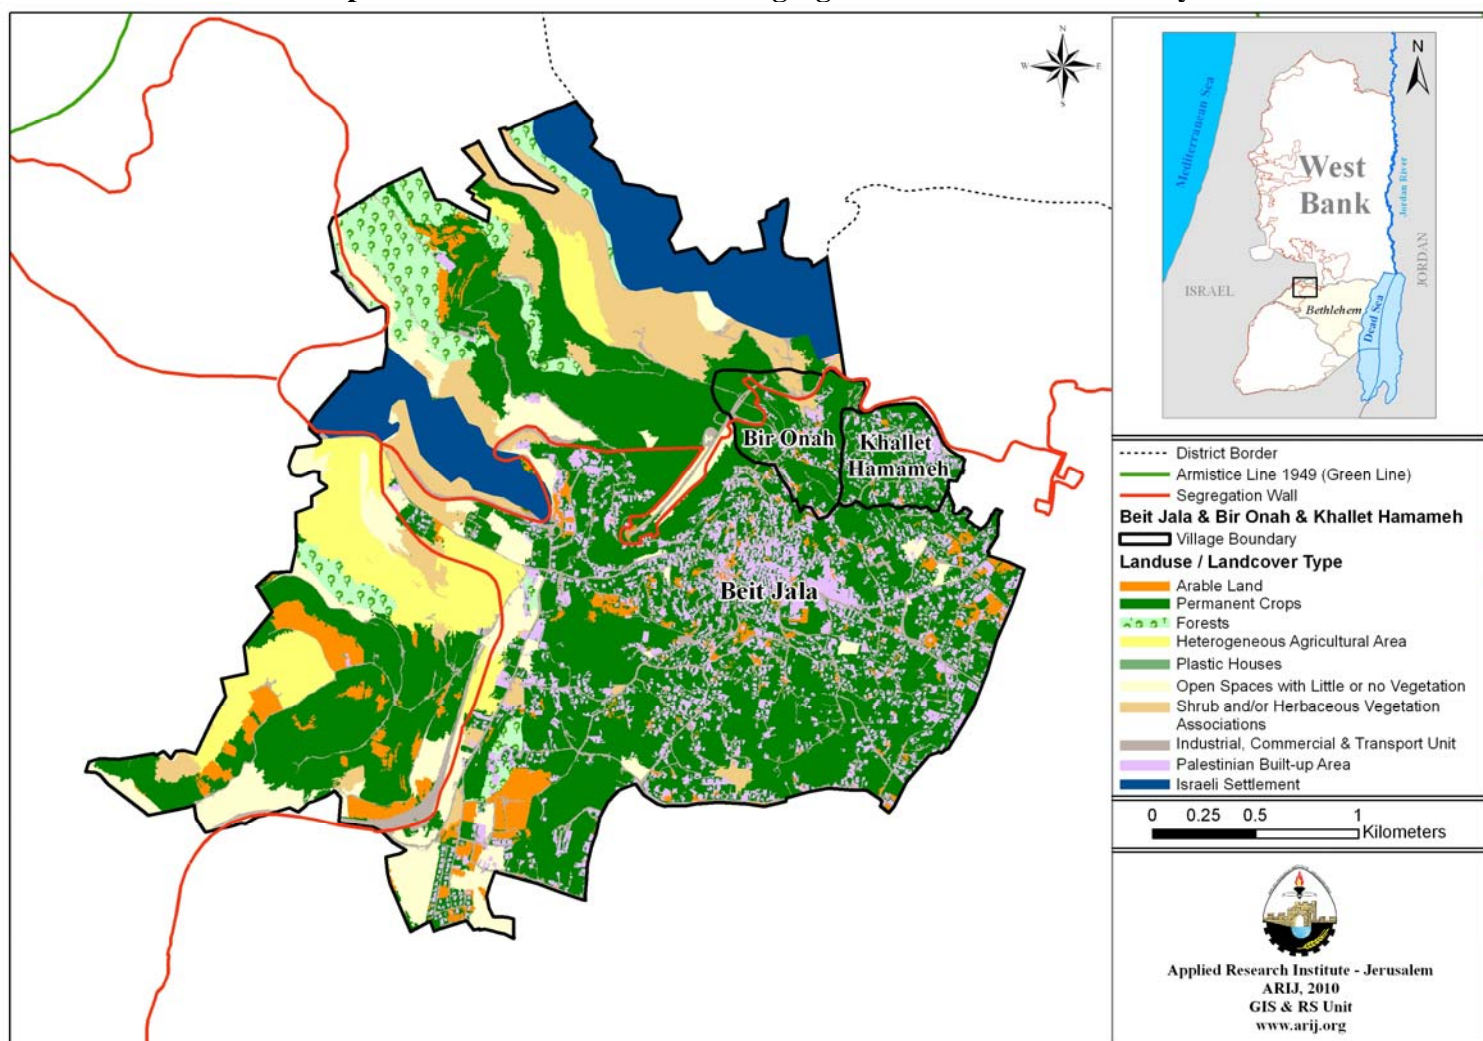 N
W
E
S
Bir Onah
Khallet
Hamameh
Beit Jala
Mediterranean Sea
N
West
Bank
Jordan River
JORDAN
ISRAEL
Bethlehem
Dead Sea
District Border
Armistice Line 1949 (Green Line)
Segregation Wall
Beit Jala & Bir Onah & Khallet Hamameh
Village Boundary
Landuse / Landcover Type
Arable Land
Permanent Crops
Forests
Heterogeneous Agricultural Area
Plastic Houses
Open Spaces with Little or no Vegetation
Shrub and/or Herbaceous Vegetation
Associations
Industrial, Commercial & Transport Unit
Palestinian Built-up Area
Israeli Settlement
0 0.25 0.5 1
Kilometers
Applied Research Institute - Jerusalem
ARIJ, 2010
GIS & RS Unit
www.arij.org